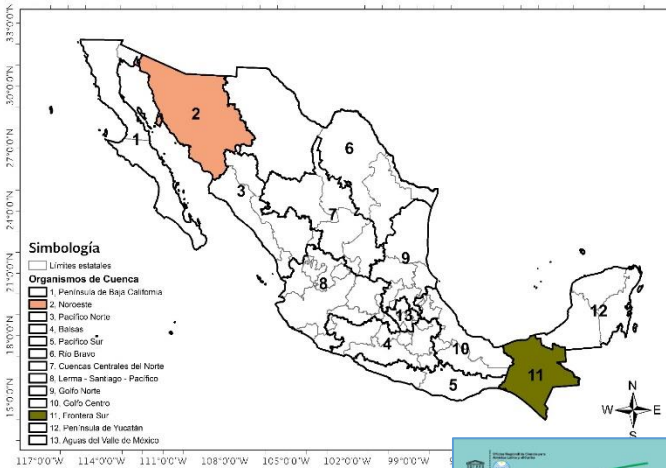 33°0'0"N
30°0'0"N
27°0'0"N
24°0'0"N
21°0'0"N
18°0'0"N
15°0'0"N
1
2
3
4
5
6
7
8
9
10
11
12
13
Simbología
Límites estatales
Organismos de Cuenca
1, Península de Baja California
2. Noroeste
3, Pacífico Norte
4, Balsas
5, Pacífico Sur
6, Río Bravo
7, Cuencas Centrales del Norte
8, Lerma - Santiago - Pacífico
9, Golfo Norte
10, Golfo Centro
11, Frontera Sur
12, Península de Yucatán
13, Aguas del Valle de México
N
W E
S
117°0'0"W 114°0'0"W 111°0'0"W 108°0'0"W 105°0'0"W 102°0'0"W 99°0'0"W